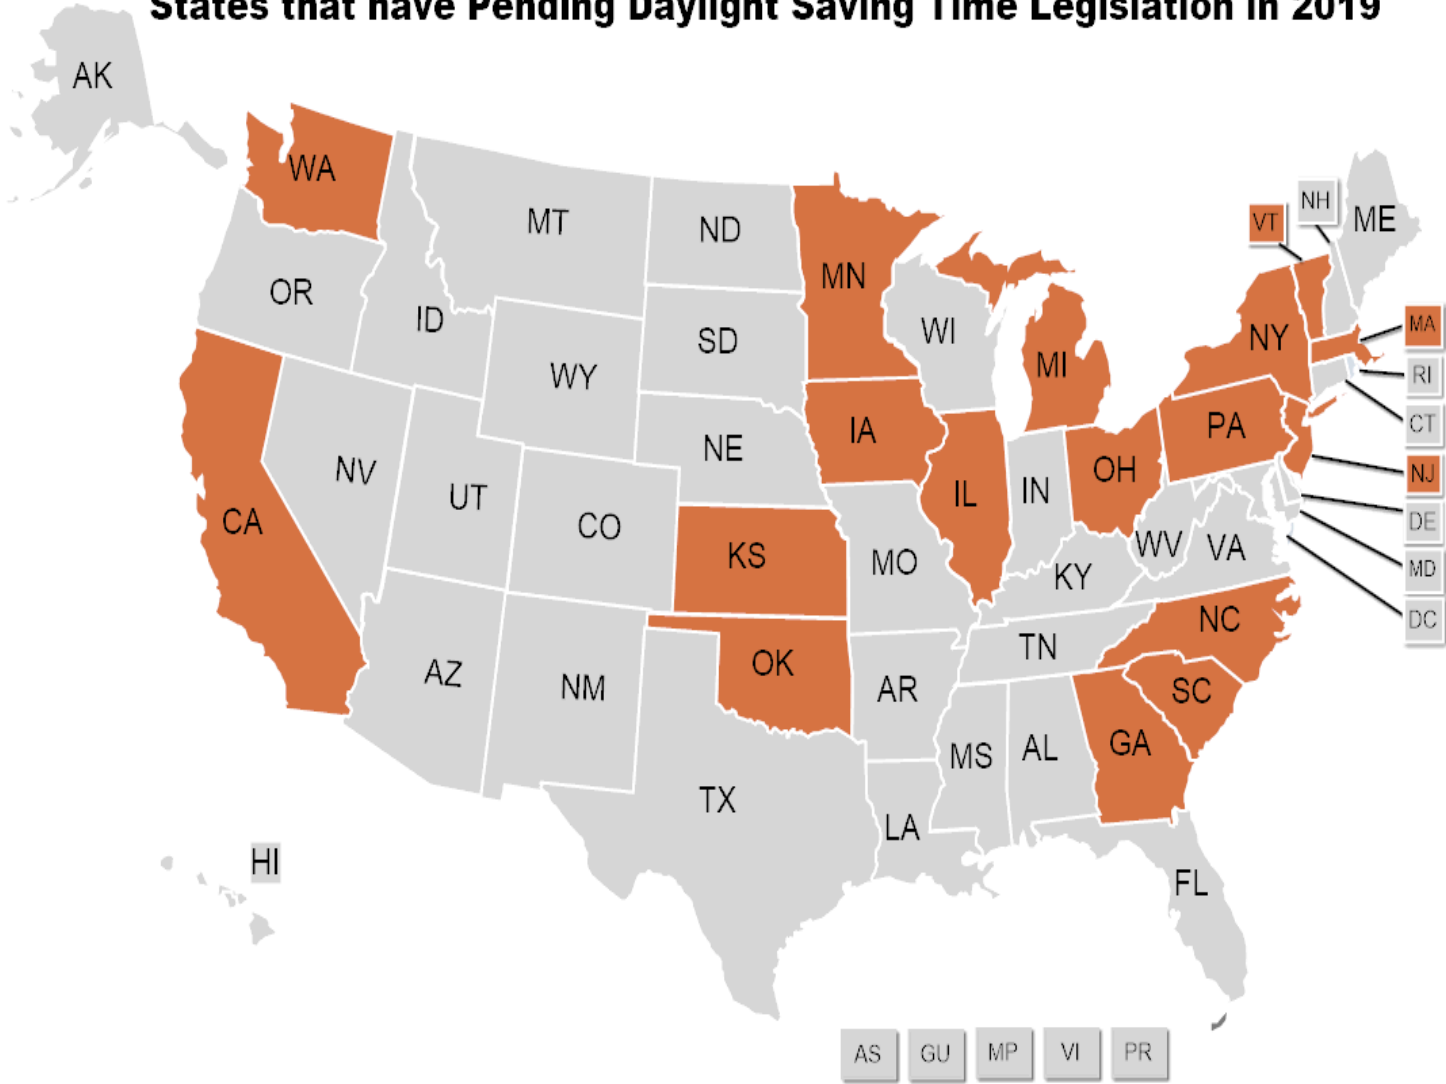 States that have Pending Daylight Saving Time Legislation in 2019
AK
WA
MT
ND
MN
VT
NH
ME
OR
ID
SD
WI
MI
NY
MA
RI
CT
WY
IA
PA
NJ
NE
NV
UT
CO
IL
IN
OH
DE
MD
DC
CA
KS
MO
KY
WV
VA
NC
TN
AZ
NM
OK
AR
SC
MS
AL
GA
TX
LA
HI
FL
AS
GU
MP
VI
PR